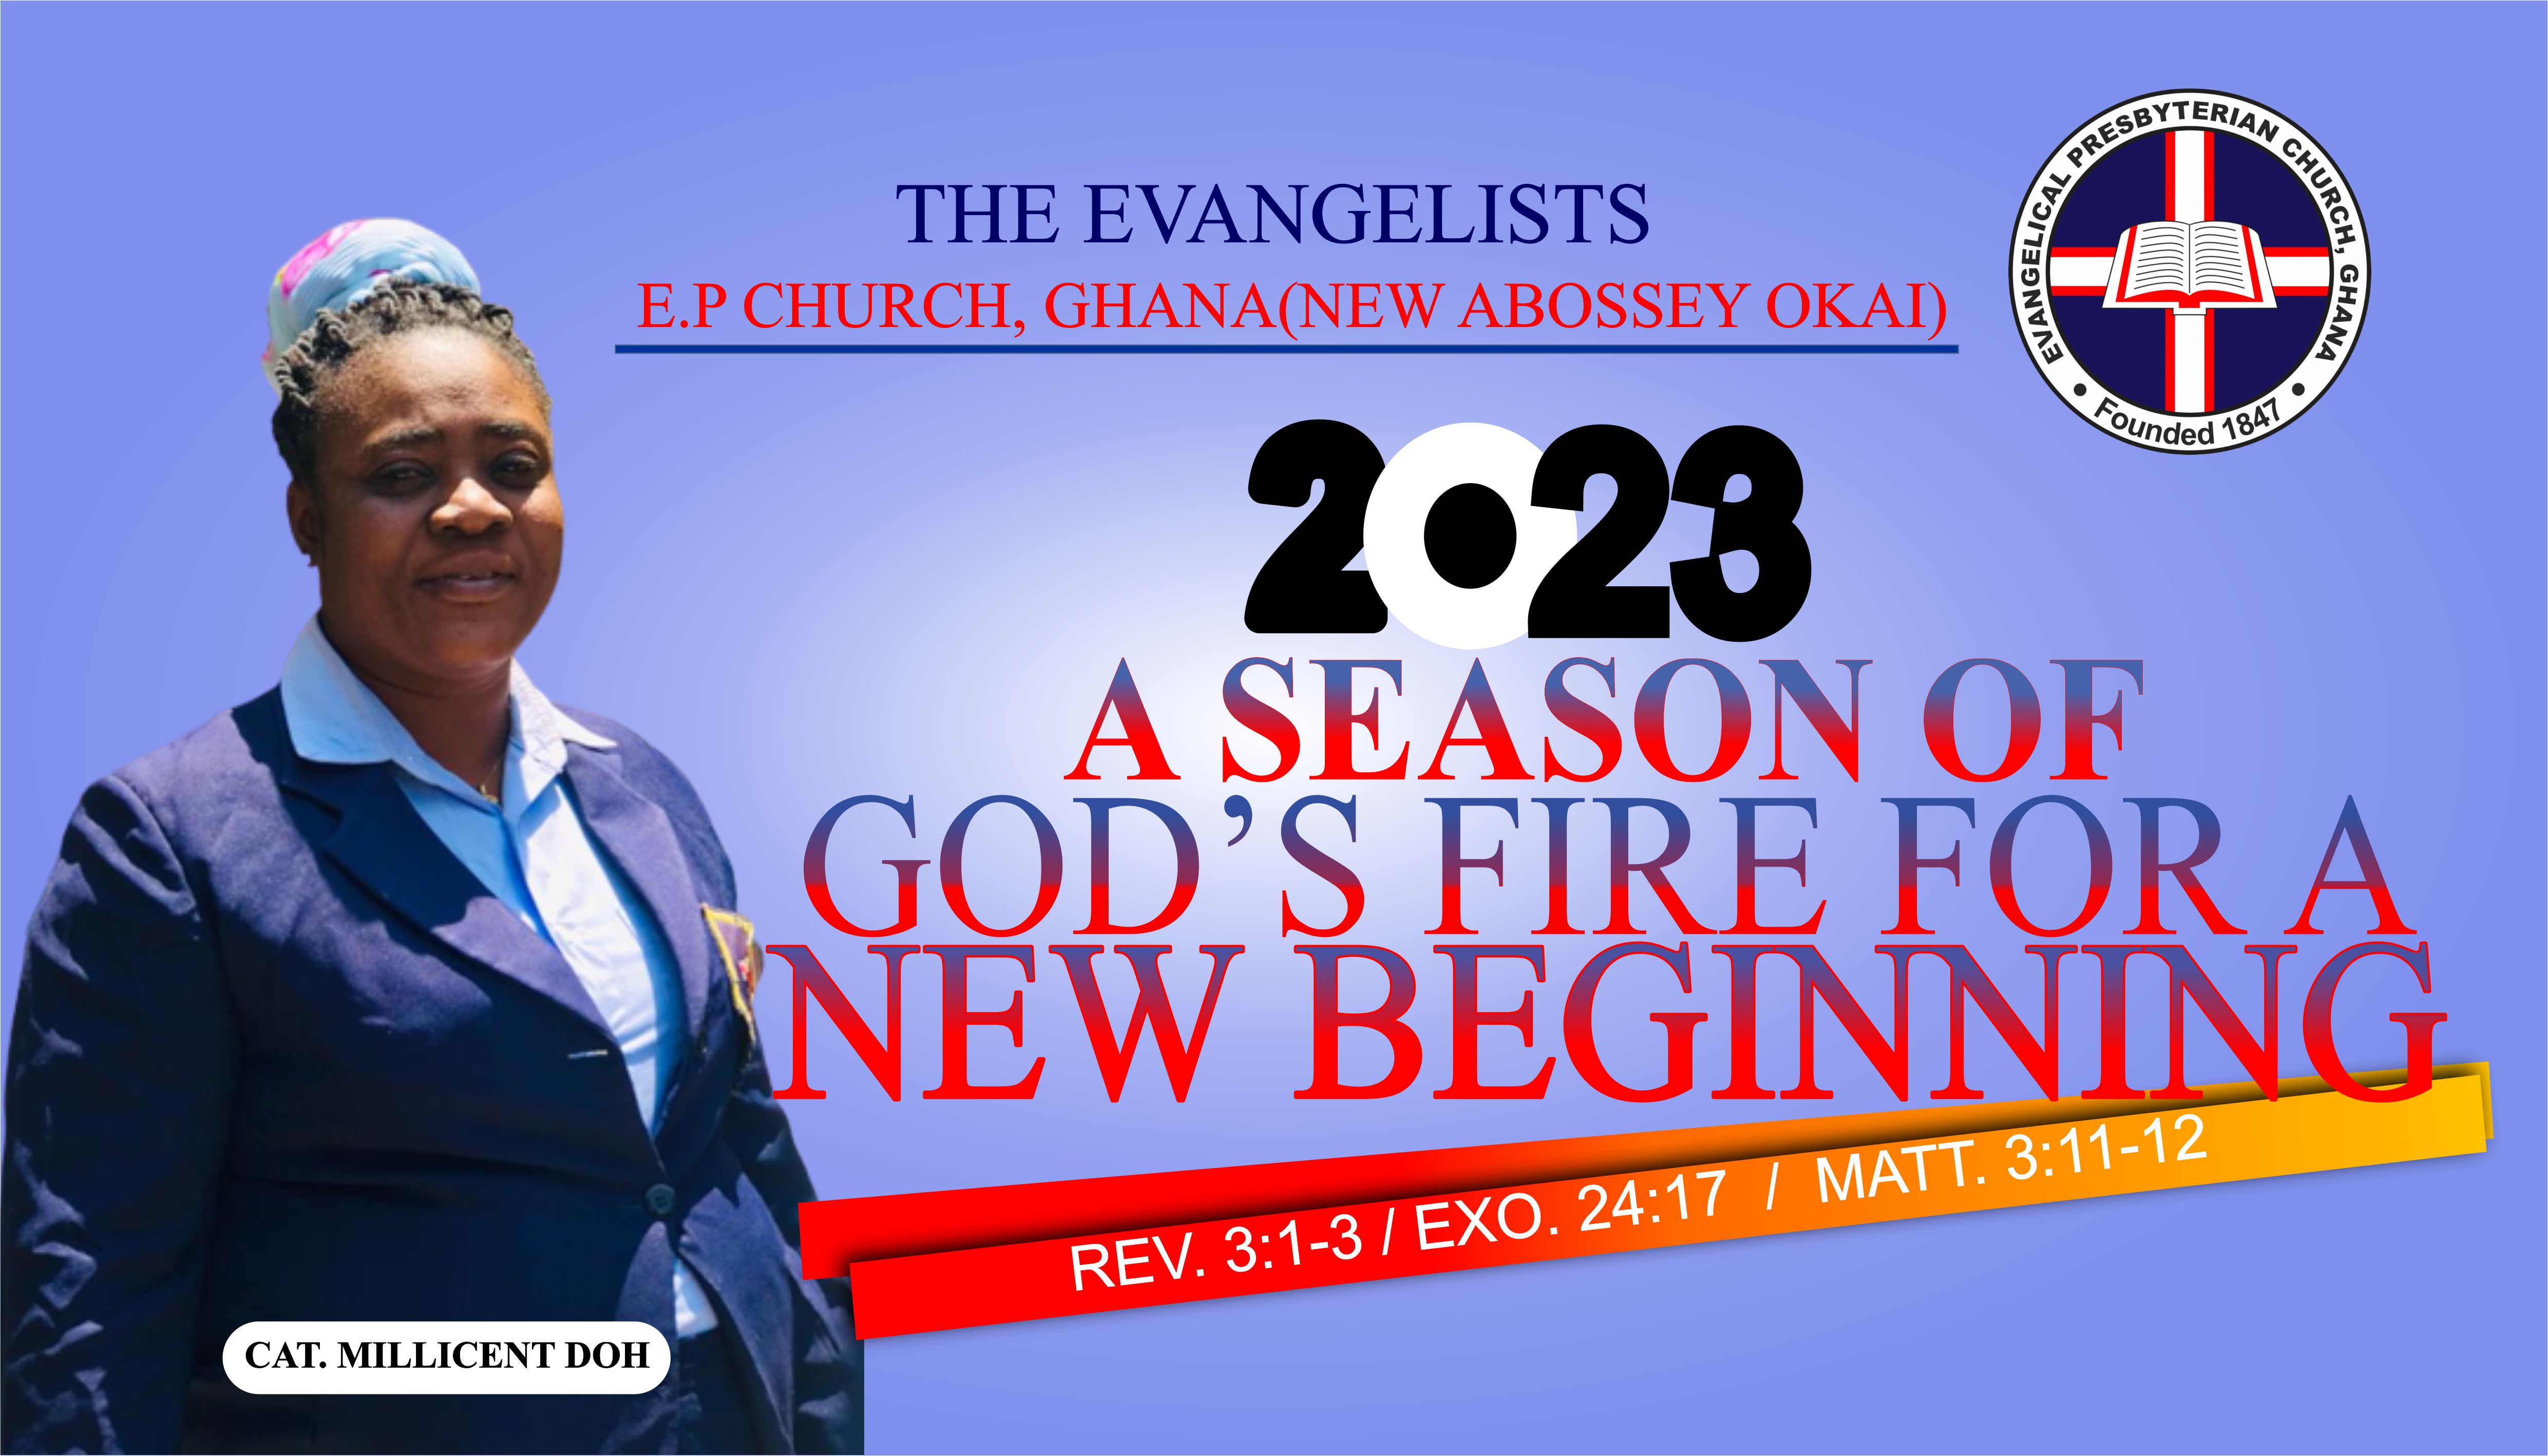 THE EVANGELISTS
E.P CHURCH, GHANA(NEW ABOSSEY OKAI)
EVANGELICAL PRESBYTERIAN CHURCH, GHANA
• Founded 1847 •
2023
A SEASON OF
GOD’S FIRE FOR A
NEW BEGINNING
REV. 3:1-3 / EXO. 24:17 / MATT. 3:11-12
CAT. MILLICENT DOH